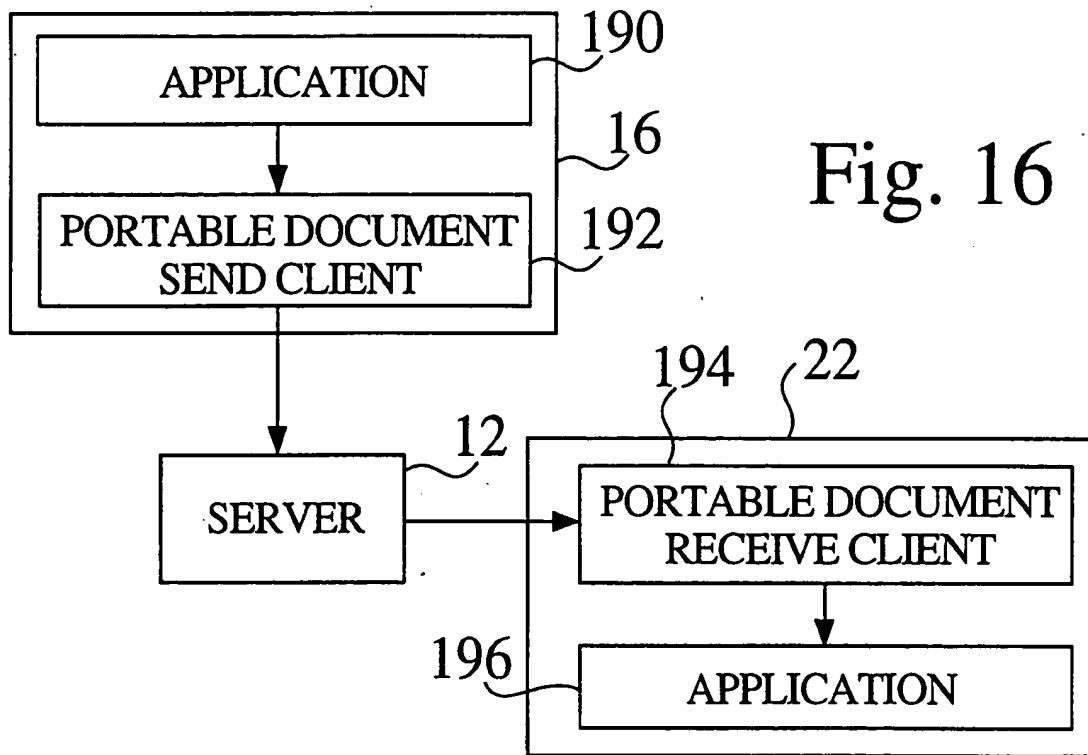 190
APPLICATION
16
Fig. 16
PORTABLE DOCUMENT
SEND CLIENT
192
194
22
12
SERVER
PORTABLE DOCUMENT
RECEIVE CLIENT
196
APPLICATION